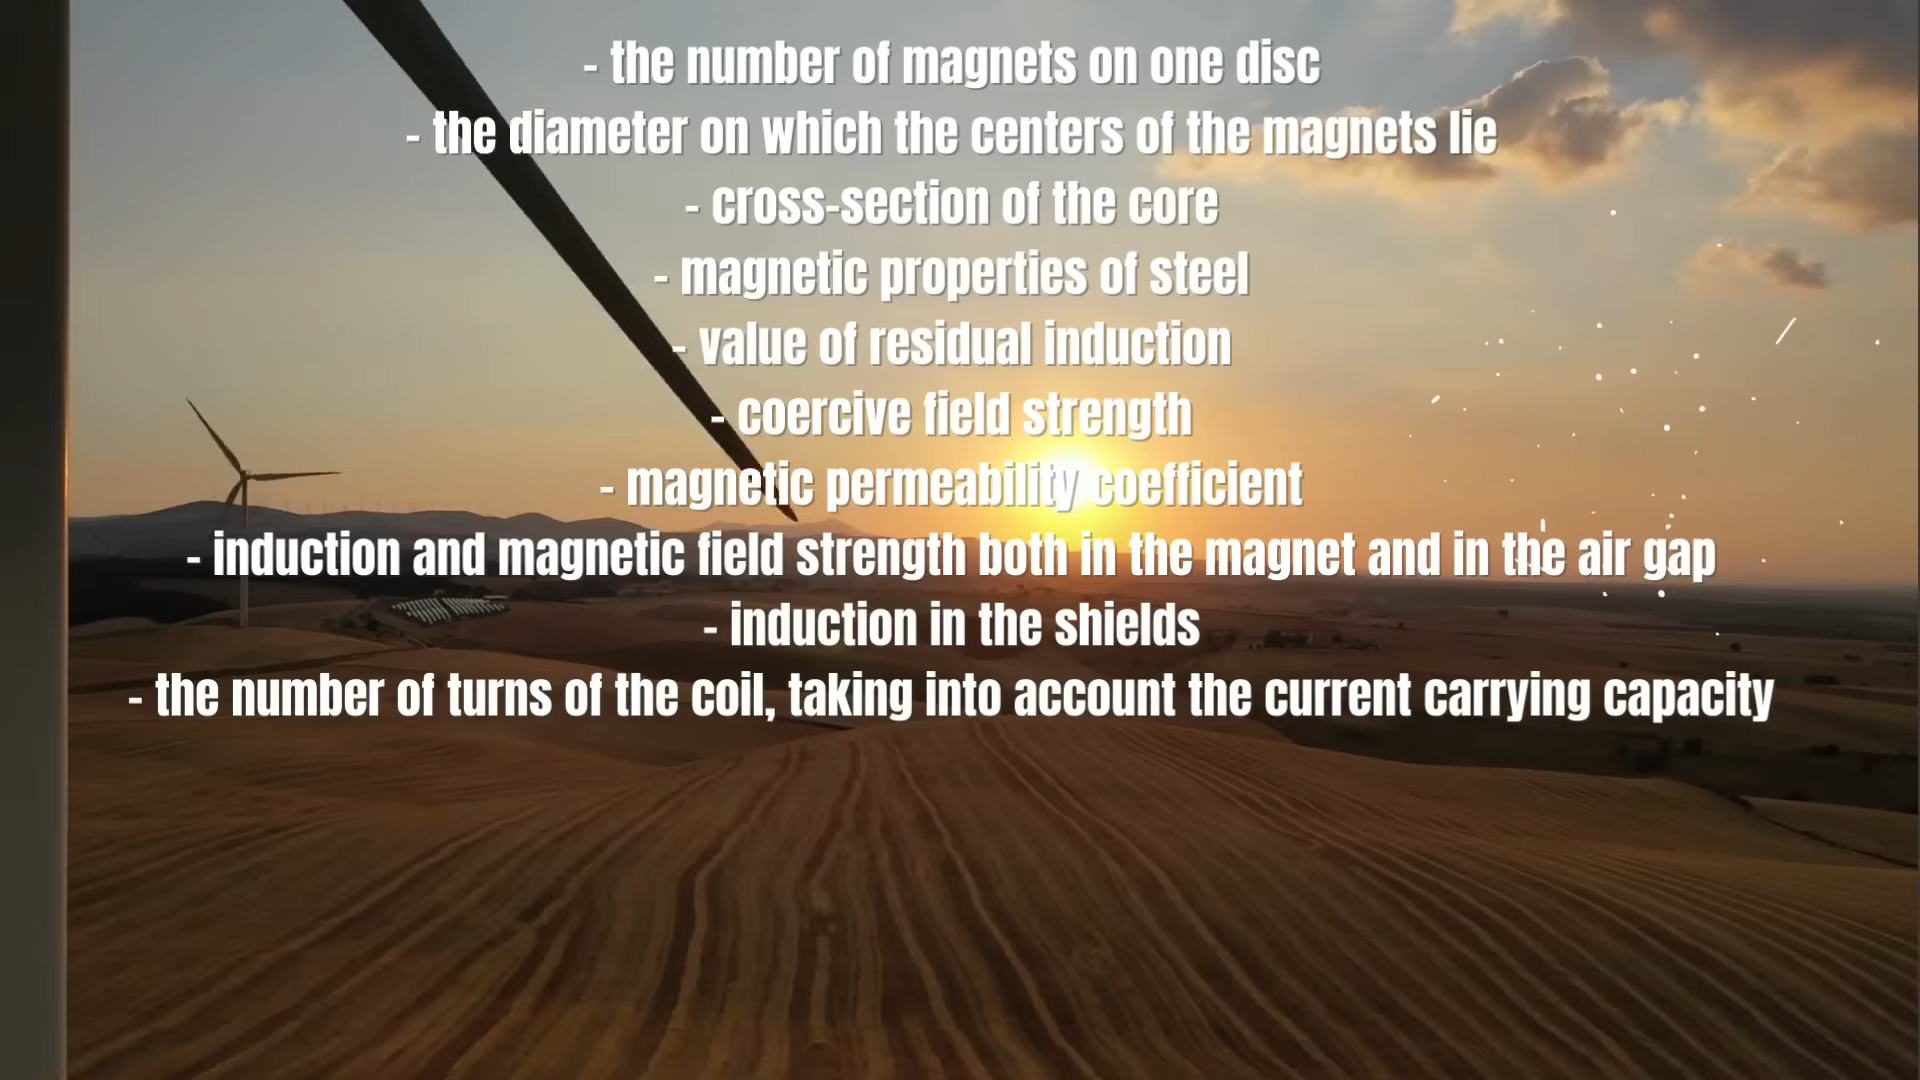 - the number of magnets on one disc
- the diameter on which the centers of the magnets lie
- cross-section of the core
- magnetic properties of steel
- value of residual induction
- coercive field strength
- magnetic permeability coefficient
- induction and magnetic field strength both in the magnet and in the air gap
- induction in the shields
- the number of turns of the coil, taking into account the current carrying capacity